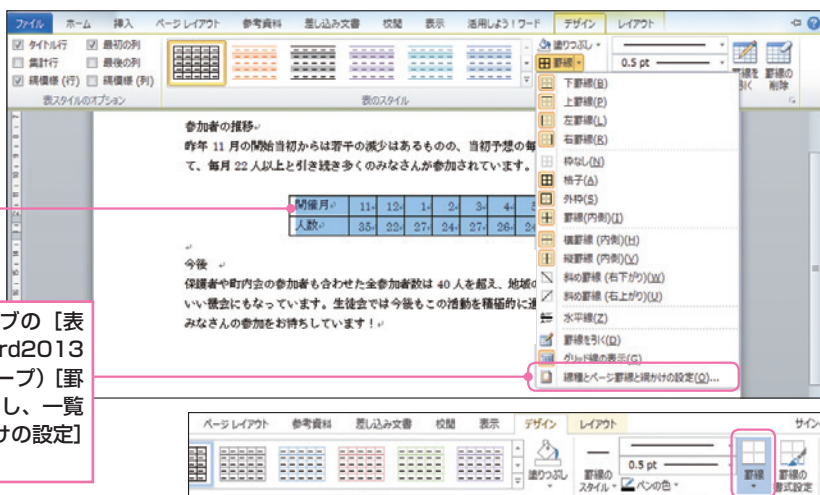 ファイル ホーム 挿入 ページ レイアウト 参考資料 差し込み文書 校閲 表示 活用しよう！ワード デザイン レイアウト
タイトル行 最初の列
集計行 最後の列
縞模様 (行) 縞模様 (列)
表スタイルのオプション
表のスタイル
塗りつぶし
罫線
0.5 pt
罫線の
削除
下罫線(B)
上罫線(P)
左罫線(L)
右罫線(R)
枠なし(N)
格子(A)
外枠(S)
罫線(内側)(I)
横罫線 (内側)(H)
縦罫線 (内側)(V)
斜め罫線 (右下がり)(W)
斜め罫線 (右上がり)(U)
水平線(Z)
罫線を引く(D)
グリッド線の表示(G)
線種とページ罫線と網かけの設定(O)...
参加者の推移
昨年 11 月の開始当初からは若干の減少はあるものの、当初予想の毎
て、毎月 22 人以上と引き続き多くのみなさんが参加されています。
開催月 11 12 1 2 3 4
人数 35 22 27 24 27 26
今後
保護者や町内会の参加者も合わせた全参加者数は 40 人を超え、地域の
いい機会にもなっています。生徒会では今後もこの活動を積極的に進
みなさんの参加をお待ちしています！
ブの［表
rd2013
ープ）［罫
し、一覧
けの設定］
ページ レイアウト 参考資料 差し込み文書 校閲 表示 デザイン レイアウト サイン
塗りつぶし
罫線の
スタイル
0.5 pt
ペンの色
罫線
罫線の
書式設定